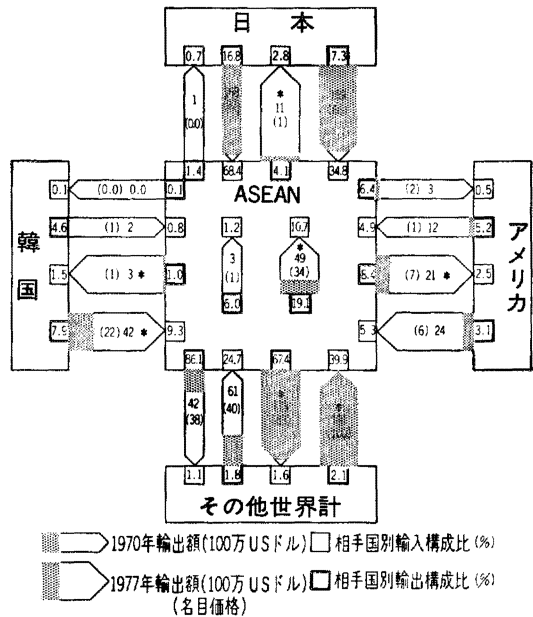 日本
0.7 16.8 2.8 7.3
1
(0.0)
*
11
(1)
1.4 68.4 4.1 34.8
ASEAN
韓国
アメリカ
0.1 (0.0) 0.0 0.1
6.4 (2) 3 0.5
4.6 (1) 2 0.8
1.2 10.7
4.9 (1) 12 5.2
1.5 (1) 3 * 1.0
3
(1)
*
49
(34)
8.4 (7) 21 * 2.5
6.0 19.1
7.9 (22) 42 * 9.3
5.3 (6) 24 3.1
86.1 24.7 67.4 39.9
42
(38)
61
(40)
*
*
1.1 1.8 1.6 2.1
その他世界計
1970年輸出額(100万USドル) 相手国別輸入構成比(%)
1977年輸出額(100万USドル) 相手国別輸出構成比(%)
(名目価格)